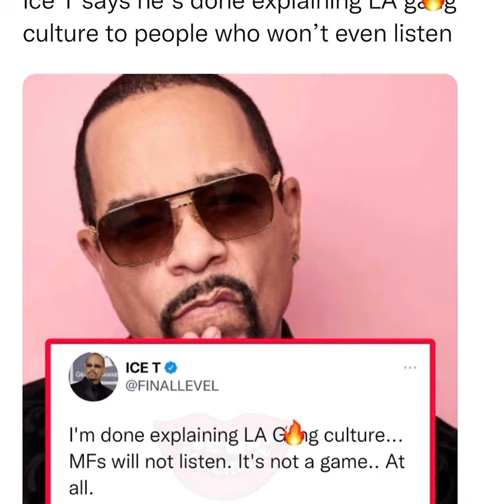 Ice T says he's done explaining LA ga🔥g
culture to people who won't even listen
ICE T
@FINALLEVEL
I'm done explaining LA G🔥ng culture...
MFs will not listen. It's not a game.. At
all.